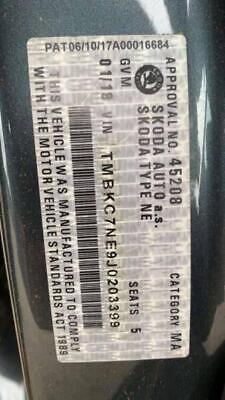 PAT06/10/17A00016684
APPROVAL NO. 45208 CATEGORY MA
SKODA AUTO a.s.
SKODA TYPE NE SEATS 5
GVM
01/18 VIN TMBKC7NE9J0203399
THIS VEHICLE WAS MANUFACTURED TO COMPLY
WITH THE MOTOR VEHICLE STANDARDS ACT 1989